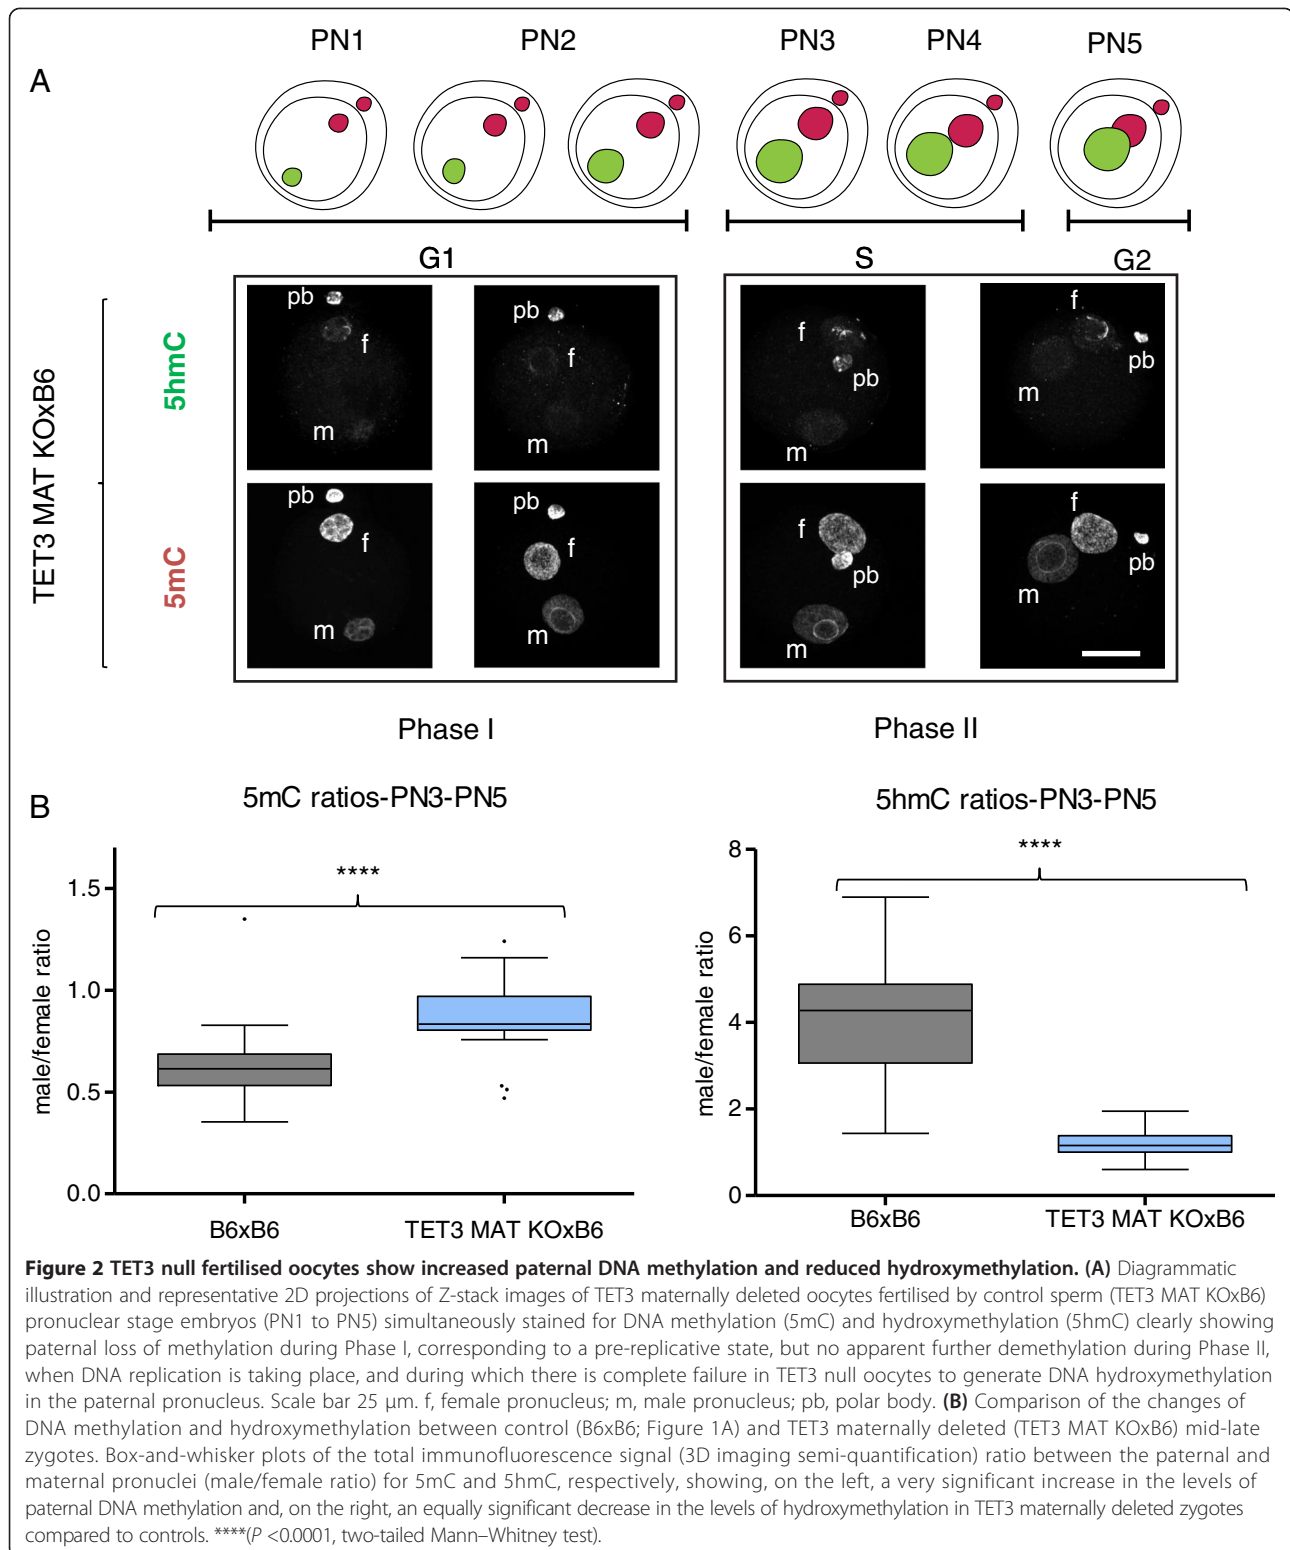 PN1 PN2 PN3 PN4 PN5
A
G1 S G2
TET3 MAT KOxB6
5hmC
pb f m
pb f m
f pb m
f pb m
5mC
pb f m
pb f m
f pb m
f pb m
Phase I Phase II
B
5mC ratios-PN3-PN5
****
male/female ratio
1.5
1.0
0.5
0.0
B6xB6 TET3 MAT KOxB6
5hmC ratios-PN3-PN5
****
male/female ratio
8
6
4
2
0
B6xB6 TET3 MAT KOxB6
Figure 2 TET3 null fertilised oocytes show increased paternal DNA methylation and reduced hydroxymethylation. (A) Diagrammatic
illustration and representative 2D projections of Z-stack images of TET3 maternally deleted oocytes fertilised by control sperm (TET3 MAT KOxB6)
pronuclear stage embryos (PN1 to PN5) simultaneously stained for DNA methylation (5mC) and hydroxymethylation (5hmC) clearly showing
paternal loss of methylation during Phase I, corresponding to a pre-replicative state, but no apparent further demethylation during Phase II,
when DNA replication is taking place, and during which there is complete failure in TET3 null oocytes to generate DNA hydroxymethylation
in the paternal pronucleus. Scale bar 25 μm. f, female pronucleus; m, male pronucleus; pb, polar body. (B) Comparison of the changes of
DNA methylation and hydroxymethylation between control (B6xB6; Figure 1A) and TET3 maternally deleted (TET3 MAT KOxB6) mid-late
zygotes. Box-and-whisker plots of the total immunofluorescence signal (3D imaging semi-quantification) ratio between the paternal and
maternal pronuclei (male/female ratio) for 5mC and 5hmC, respectively, showing, on the left, a very significant increase in the levels of
paternal DNA methylation and, on the right, an equally significant decrease in the levels of hydroxymethylation in TET3 maternally deleted zygotes
compared to controls. ****(P <0.0001, two-tailed Mann–Whitney test).